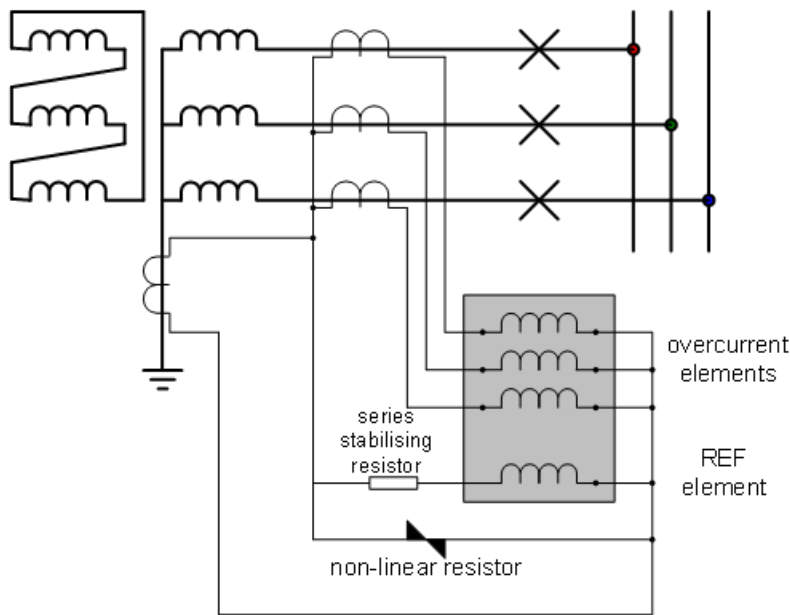 overcurrent
elements
series
stabilising
resistor
REF
element
non-linear resistor